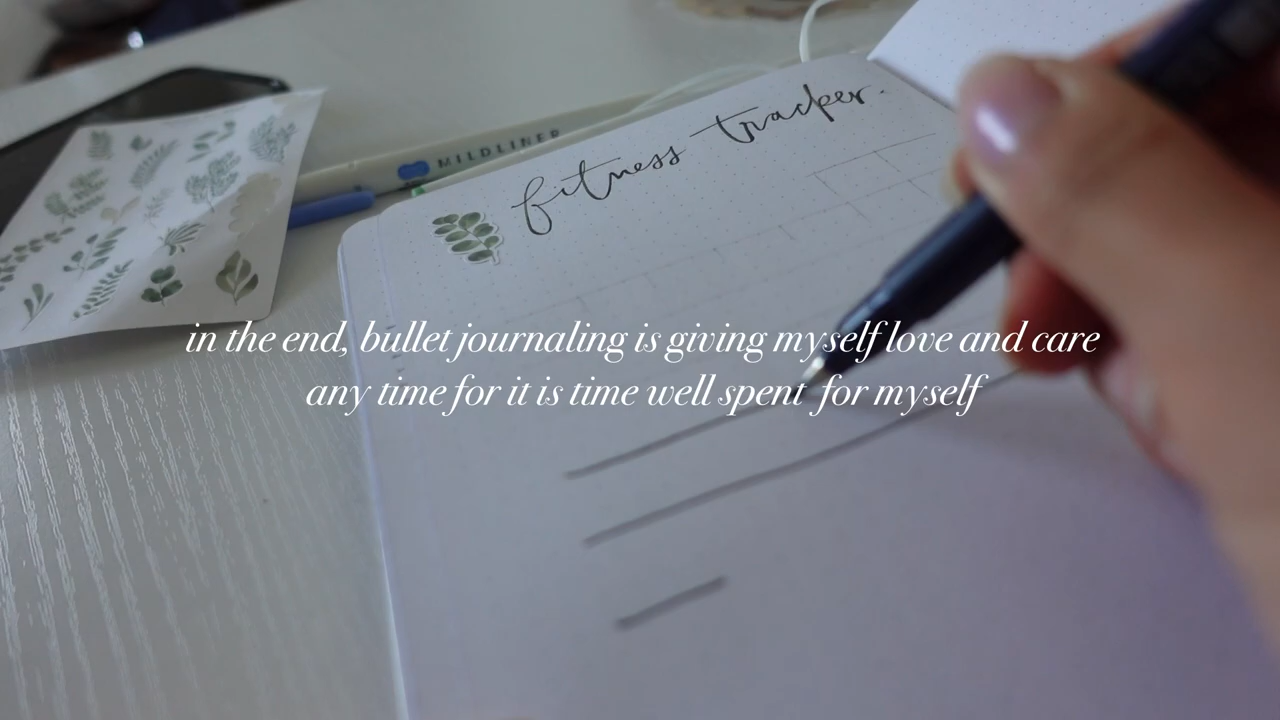 fitness tracker.
MILDLINER
in the end, bullet journaling is giving myself love and care
any time for it is time well spent for myself